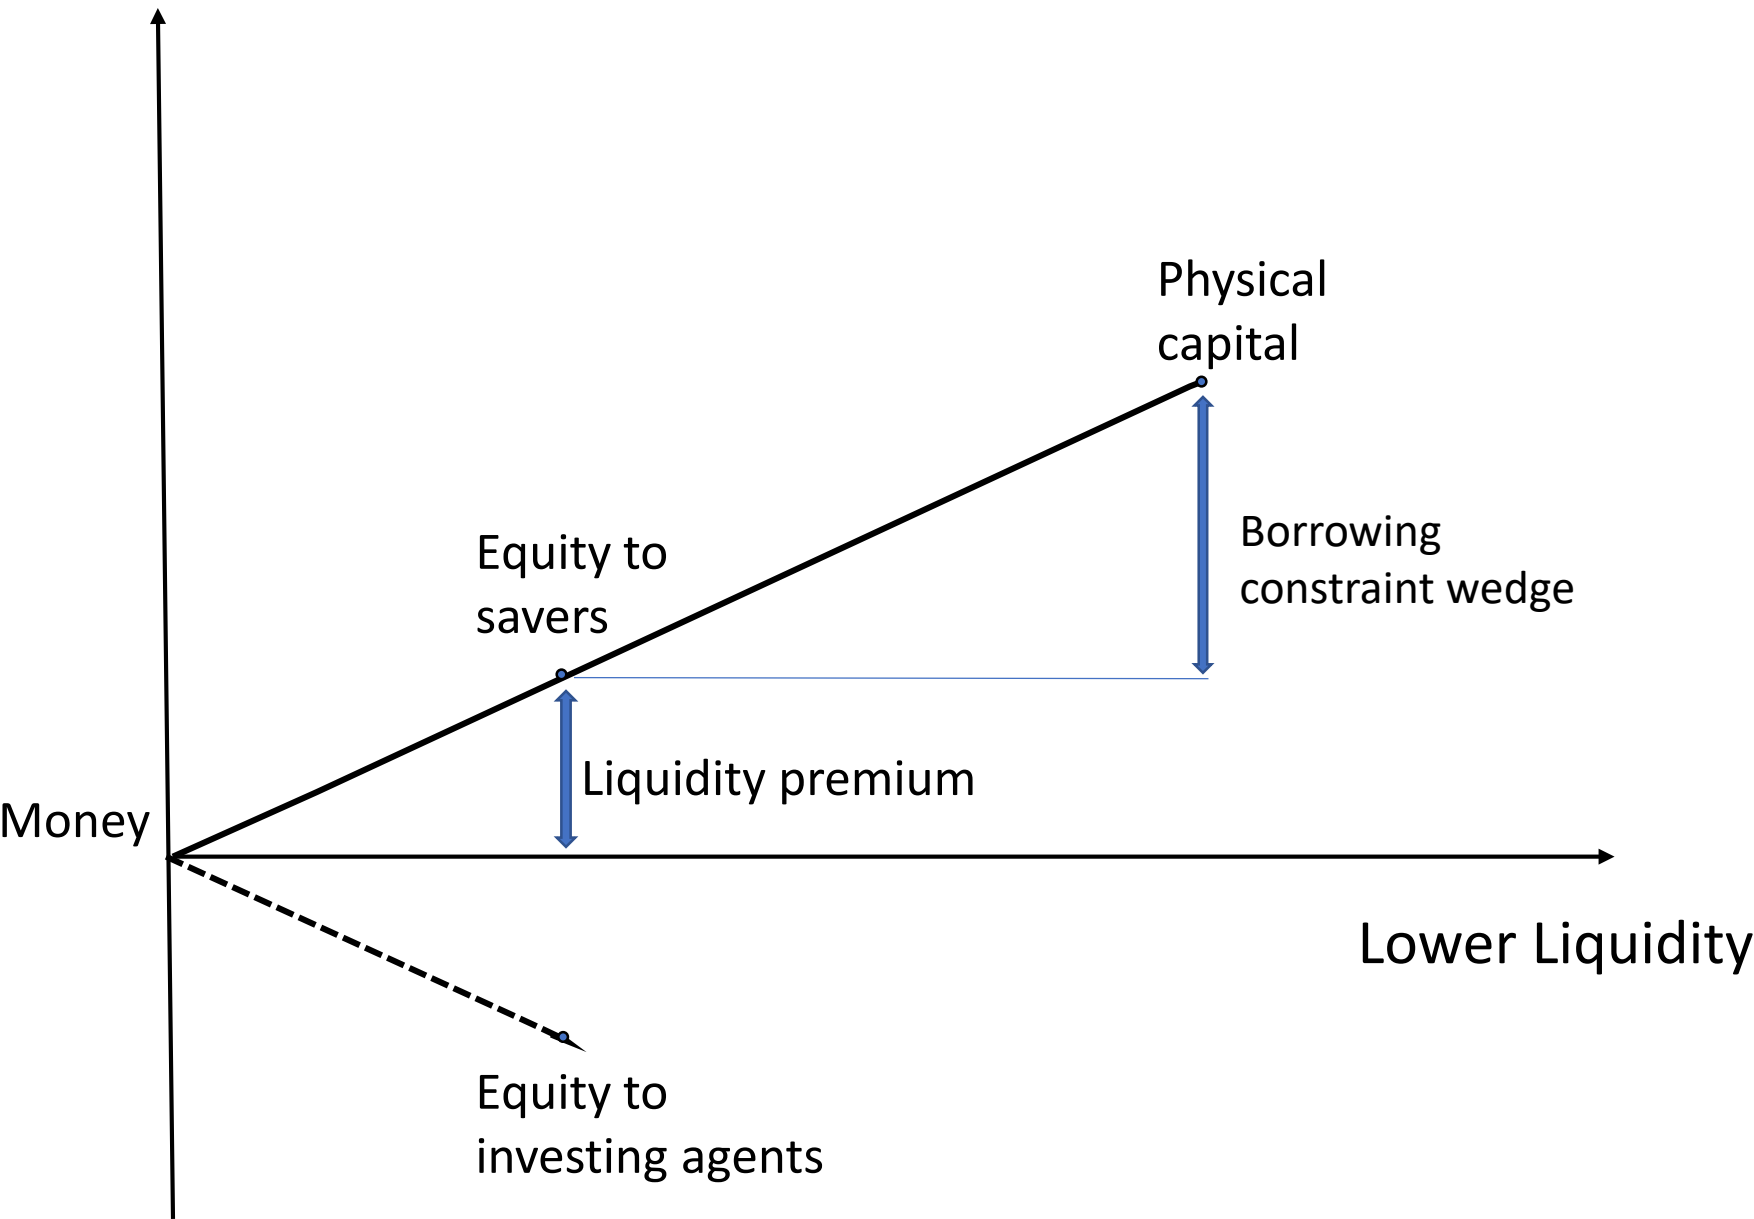 Physical
capital
Equity to
savers
Borrowing
constraint wedge
Liquidity premium
Money
Lower Liquidity
Equity to
investing agents